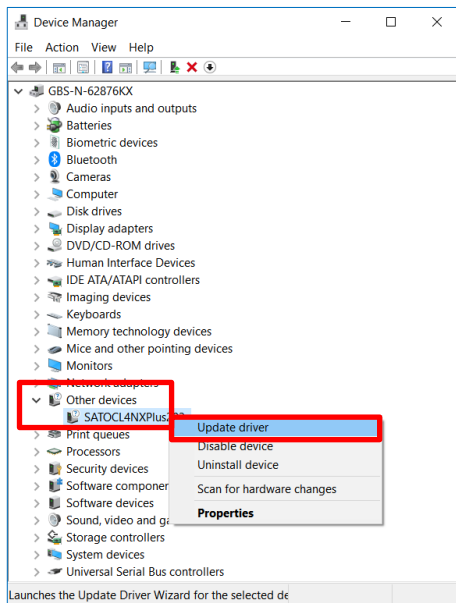 Device Manager
File Action View Help
GBS-N-62876KX
Audio inputs and outputs
Batteries
Biometric devices
Bluetooth
Cameras
Computer
Disk drives
Display adapters
DVD/CD-ROM drives
Human Interface Devices
IDE ATA/ATAPI controllers
Imaging devices
Keyboards
Memory technology devices
Mice and other pointing devices
Monitors
Network adapters
Other devices
SATOCL4NXPlus
Update driver
Print queues
Disable device
Processors
Uninstall device
Security devices
Software componen
Scan for hardware changes
Software devices
Properties
Sound, video and ga
Storage controllers
System devices
Universal Serial Bus controllers
Launches the Update Driver Wizard for the selected de